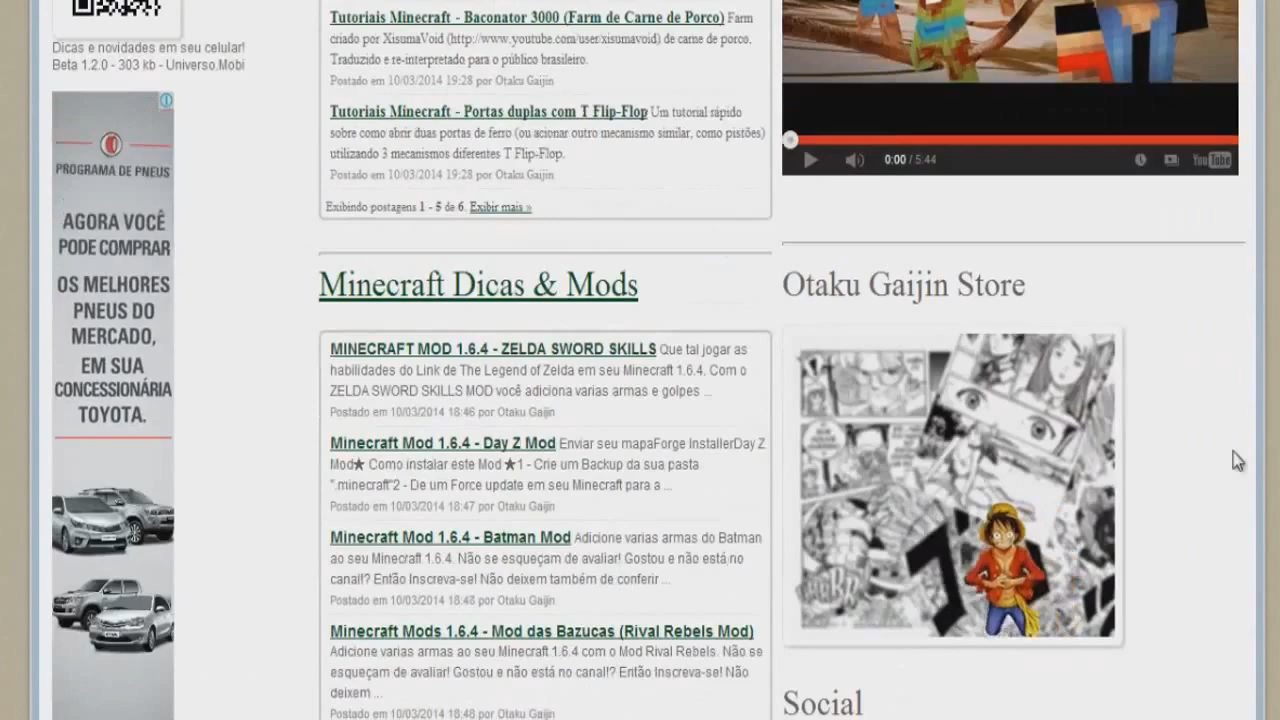 Dicas e novidades em seu celular!
Beta 1.2.0 - 303 kb - Universo.Mobi
PROGRAMA DE PNEUS
AGORA VOCÊ
PODE COMPRAR
OS MELHORES
PNEUS DO
MERCADO,
EM SUA
CONCESSIONÁRIA
TOYOTA.
Tutoriais Minecraft - Baconator 3000 (Farm de Carne de Porco) Farm
criado por XisumaVoid (http://www.youtube.com/user/xisumavoid) de carne de porco.
Traduzido e re-interpretado para o público brasileiro.
Postado em 10/03/2014 19:28 por Otaku Gaijin
Tutoriais Minecraft - Portas duplas com T Flip-Flop Um tutorial rápido
sobre como abrir duas portas de ferro (ou acionar outro mecanismo similar, como pistões)
utilizando 3 mecanismos diferentes T Flip-Flop.
Postado em 10/03/2014 19:28 por Otaku Gaijin
Exibindo postagens 1 - 5 de 6. Exibir mais »
Minecraft Dicas & Mods
MINECRAFT MOD 1.6.4 - ZELDA SWORD SKILLS Que tal jogar as
habilidades do Link de The Legend of Zelda em seu Minecraft 1.6.4. Com o
ZELDA SWORD SKILLS MOD você adiciona varias armas e golpes ...
Postado em 10/03/2014 18:46 por Otaku Gaijin
Minecraft Mod 1.6.4 - Day Z Mod Enviar seu mapaForge InstallerDay Z
Mod★ Como instalar este Mod ★1 - Crie um Backup da sua pasta
".minecraft"2 - De um Force update em seu Minecraft para a ...
Postado em 10/03/2014 18:47 por Otaku Gaijin
Minecraft Mod 1.6.4 - Batman Mod Adicione varias armas do Batman
ao seu Minecraft 1.6.4. Não se esqueçam de avaliar! Gostou e não está no
canal!? Então Inscreva-se! Não deixem também de conferir ...
Postado em 10/03/2014 18:48 por Otaku Gaijin
Minecraft Mods 1.6.4 - Mod das Bazucas (Rival Rebels Mod)
Adicione varias armas ao seu Minecraft 1.6.4 com o Mod Rival Rebels. Não se
esqueçam de avaliar! Gostou e não está no canal!? Então Inscreva-se! Não
deixem ...
Postado em 10/03/2014 18:48 por Otaku Gaijin
0:00 / 5:44
YouTube
Otaku Gaijin Store
Social